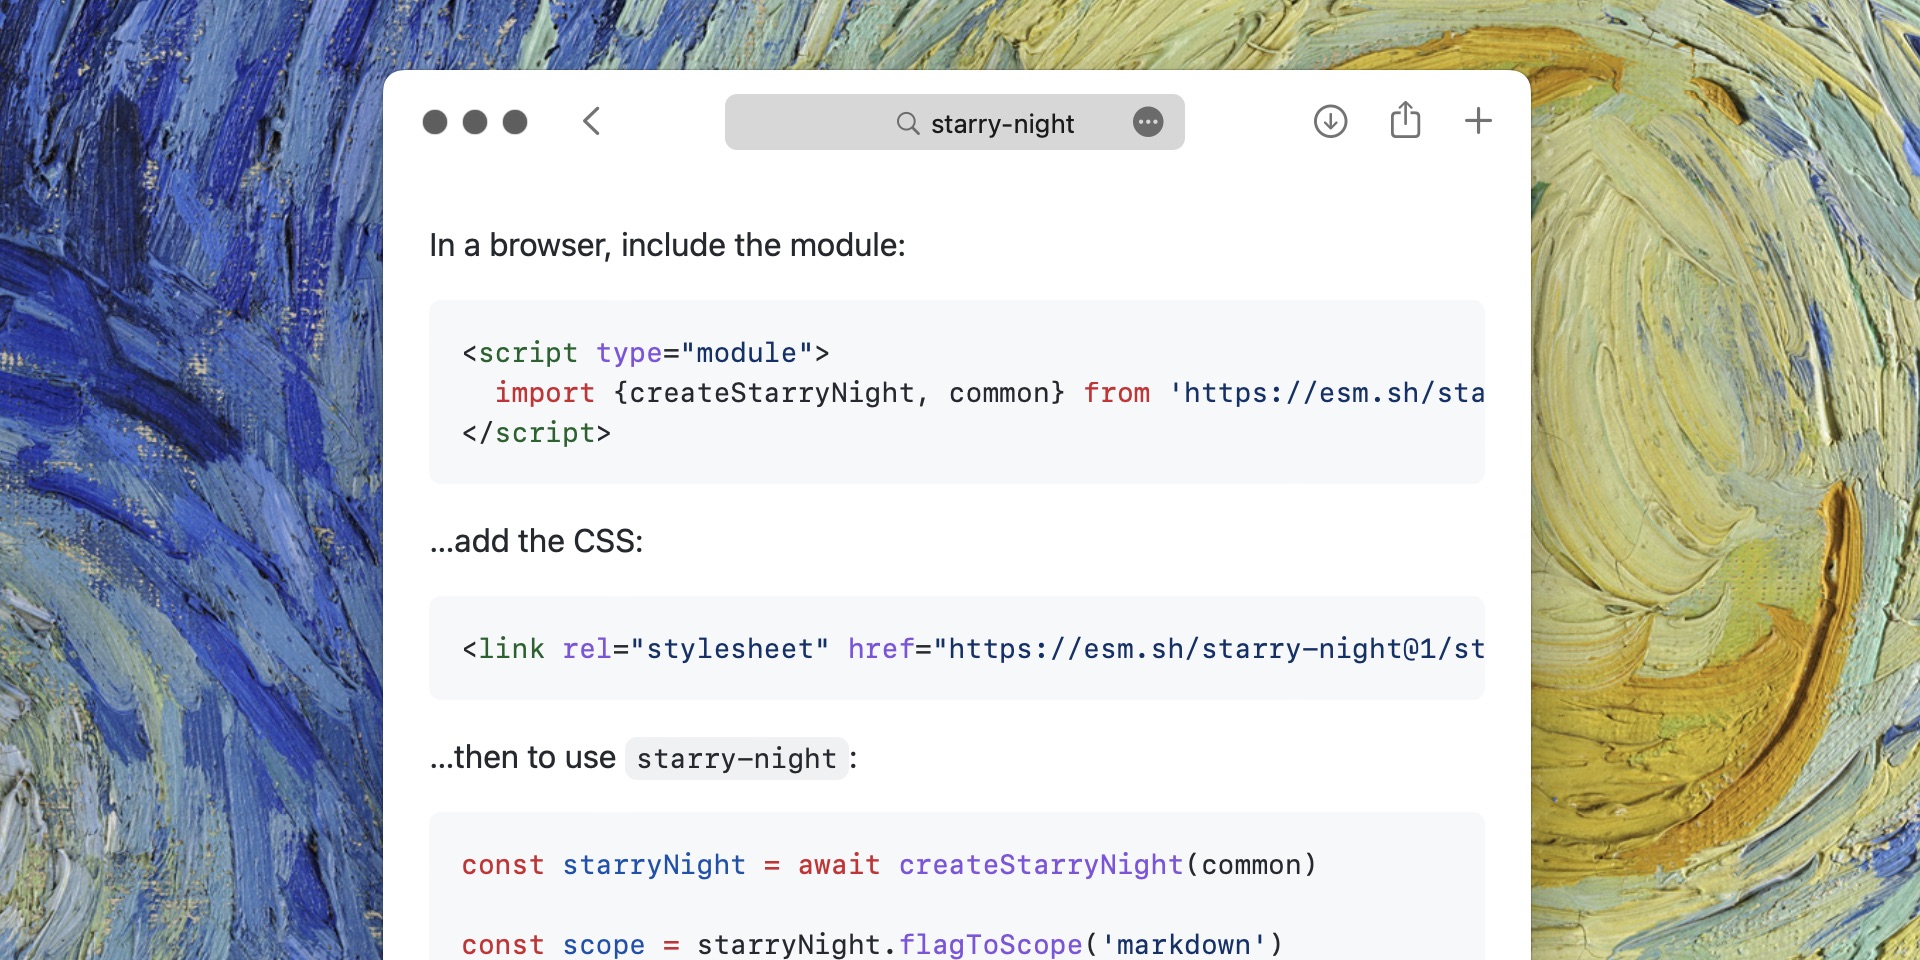 starry-night
In a browser, include the module:
<script type="module">
  import {createStarryNight, common} from 'https://esm.sh/sta
</script>
…add the CSS:
<link rel="stylesheet" href="https://esm.sh/starry-night@1/st
…then to use starry-night:
const starryNight = await createStarryNight(common)
const scope = starryNight.flagToScope('markdown')